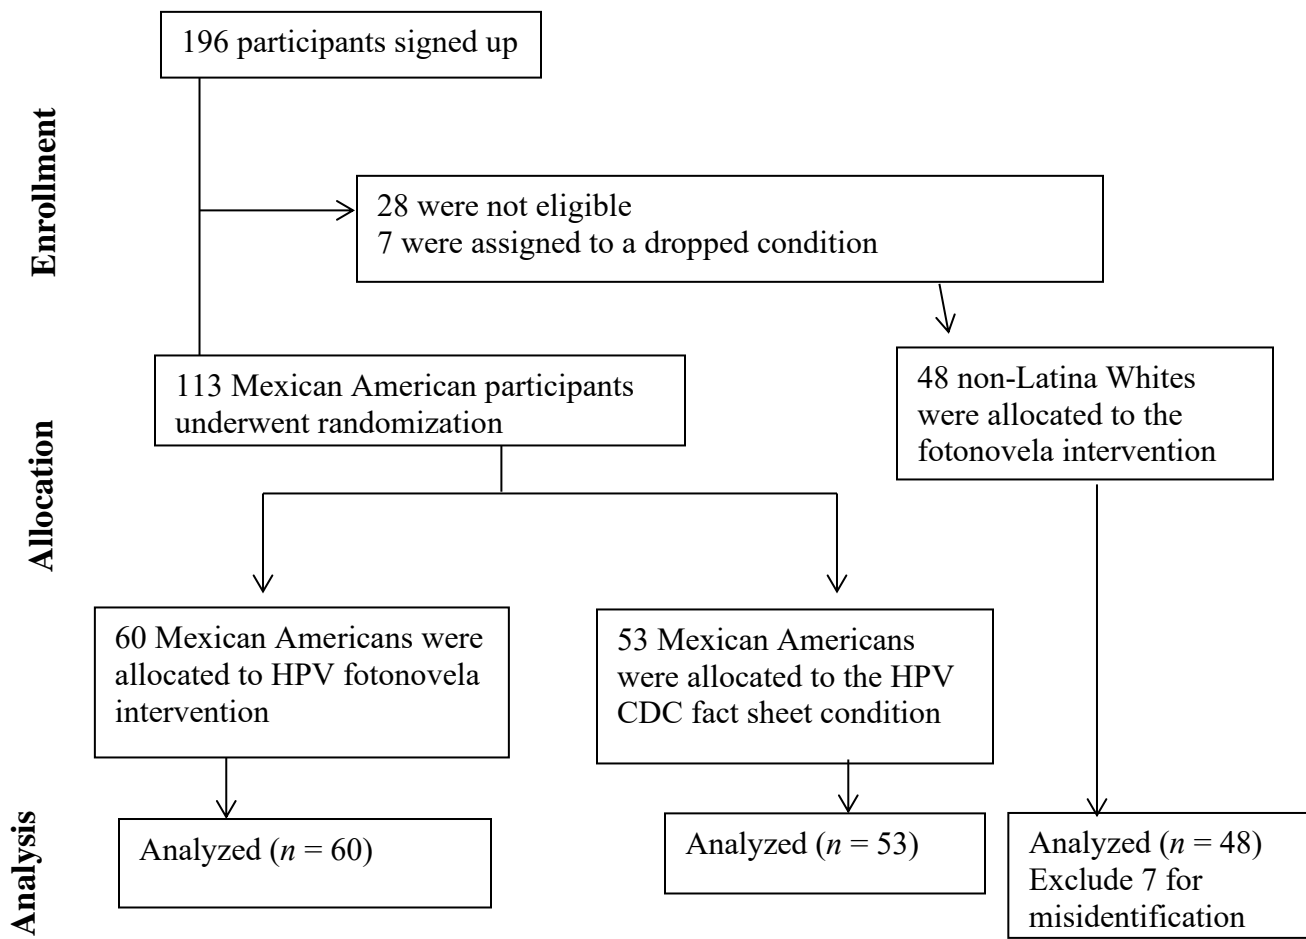 196 participants signed up
Enrollment
28 were not eligible
7 were assigned to a dropped condition
113 Mexican American participants
underwent randomization
48 non-Latina Whites
were allocated to the
fotonovela intervention
Allocation
60 Mexican Americans were
allocated to HPV fotonovela
intervention
53 Mexican Americans
were allocated to the HPV
CDC fact sheet condition
Analysis
Analyzed (n = 60)
Analyzed (n = 53)
Analyzed (n = 48)
Exclude 7 for
misidentification